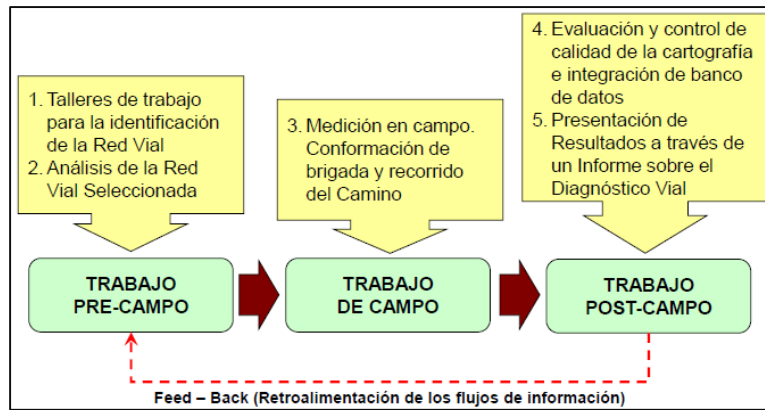 1. Talleres de trabajo
para la identificación
de la Red Vial
2. Análisis de la Red
Vial Seleccionada
3. Medición en campo.
Conformación de
brigada y recorrido
del Camino
4. Evaluación y control de
calidad de la cartografía
e integración de banco
de datos
5. Presentación de
Resultados a través de
un Informe sobre el
Diagnóstico Vial
TRABAJO
PRE-CAMPO
TRABAJO
DE CAMPO
TRABAJO
POST-CAMPO
Feed – Back (Retroalimentación de los flujos de información)